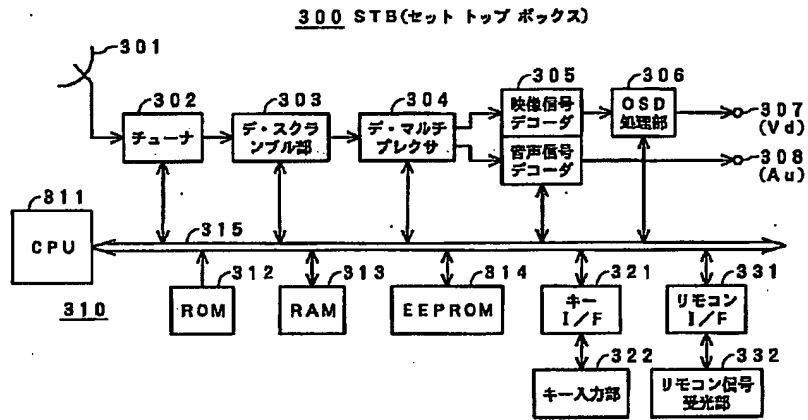 300 STB(セット トップ ボックス)
301
302
303
304
305
306
チューナ
デ・スクラ
ンブル部
デ・マルチ
プレクサ
映像信号
デコーダ
音声信号
デコーダ
OSD
処理部
307
(Vd)
308
(Au)
311
CPU
315
310
312
ROM
313
RAM
314
EEPROM
321
キー
I/F
331
リモコン
I/F
322
キー入力部
332
リモコン信号
受光部